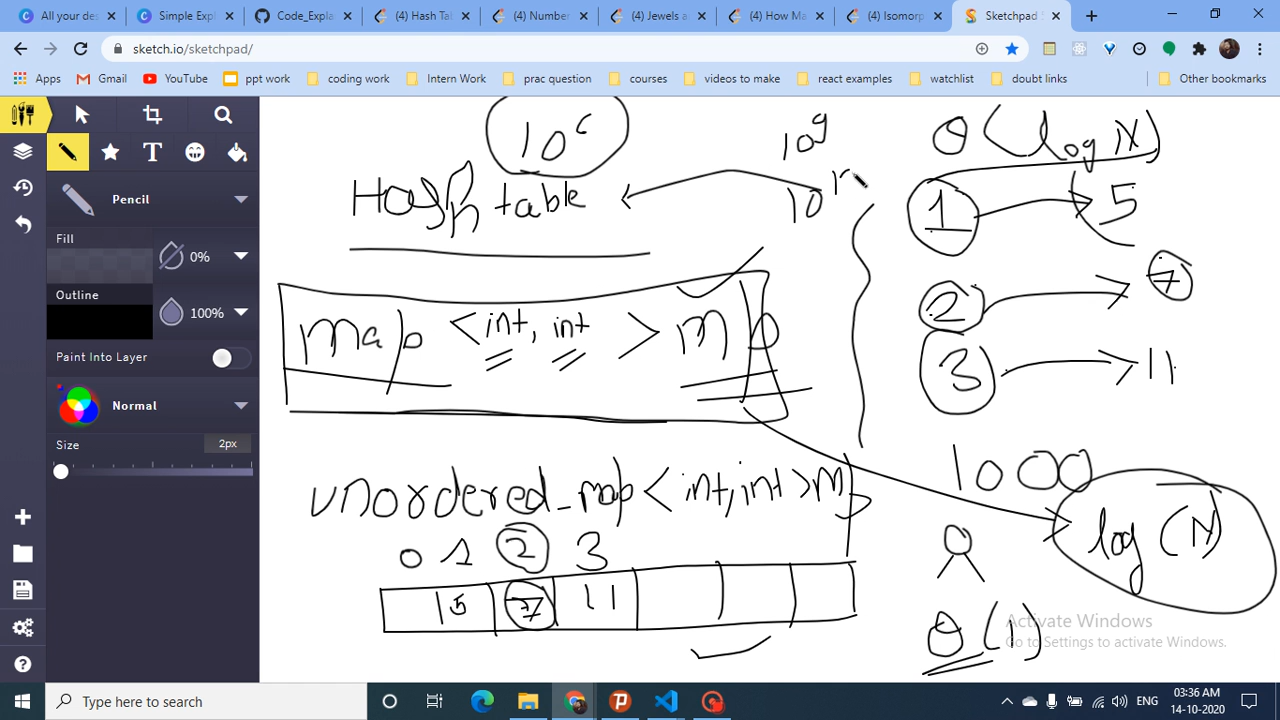 All your des
Simple Expl
Code_Expla
(4) Hash Tal
(4) Number
(4) Jewels a
(4) How Ma
(4) Isomorp
Sketchpad
sketch.io/sketchpad/
Apps
Gmail
YouTube
ppt work
coding work
Intern Work
prac question
courses
videos to make
react examples
watchlist
doubt links
Other bookmarks
Pencil
Fill
0%
Outline
100%
Paint Into Layer
Normal
Size
2px
10
10 9
10
O(log N)
Hash table
1 5
2 7
map <int, int> mp
3 11
1000
unordered_map <int, int> m
log (N)
0 1 2 3
5 7 11
O(1)
Activate Windows
Go to Settings to activate Windows.
Type here to search
ENG
03:36 AM
14-10-2020